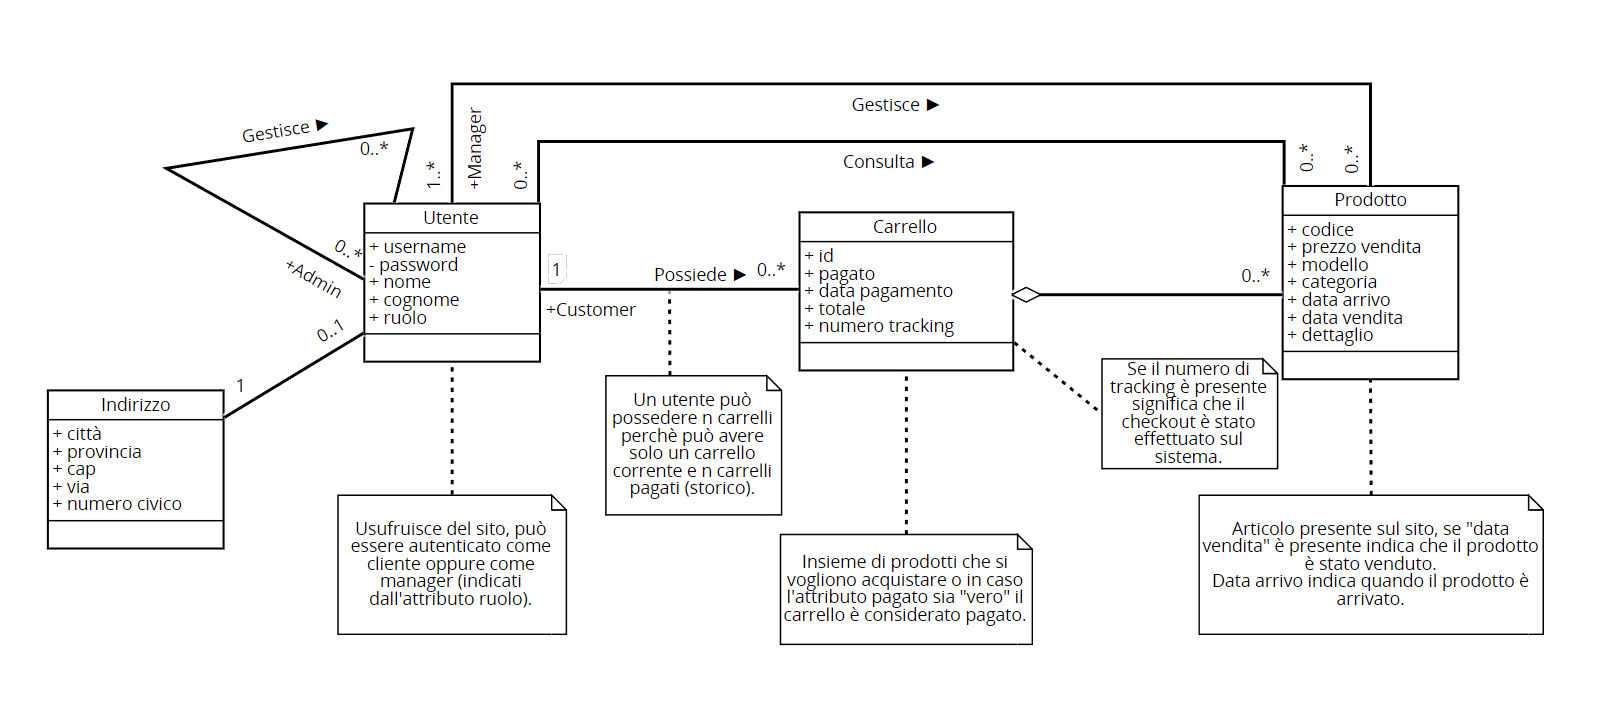 Gestisce ►
Consulta ►
Gestisce ►
0..*
0..*
+Admin
1..*
+Manager
0..*
0..*
0..*
Utente
+ username
- password
+ nome
+ cognome
+ ruolo
1
Possiede ►
0..*
+Customer
Carrello
+ id
+ pagato
+ data pagamento
+ totale
+ numero tracking
0..*
Prodotto
+ codice
+ prezzo vendita
+ modello
+ categoria
+ data arrivo
+ data vendita
+ dettaglio
0..1
1
Indirizzo
+ città
+ provincia
+ cap
+ via
+ numero civico
Usufruisce del sito, può
essere autenticato come
cliente oppure come
manager (indicati
dall'attributo ruolo).
Un utente può
possedere n carrelli
perchè può avere
solo un carrello
corrente e n carrelli
pagati (storico).
Insieme di prodotti che si
vogliono acquistare o in caso
l'attributo pagato sia "vero" il
carrello è considerato pagato.
Se il numero di
tracking è presente
significa che il
checkout è stato
effettuato sul
sistema.
Articolo presente sul sito, se "data
vendita" è presente indica che il prodotto
è stato venduto.
Data arrivo indica quando il prodotto è
arrivato.